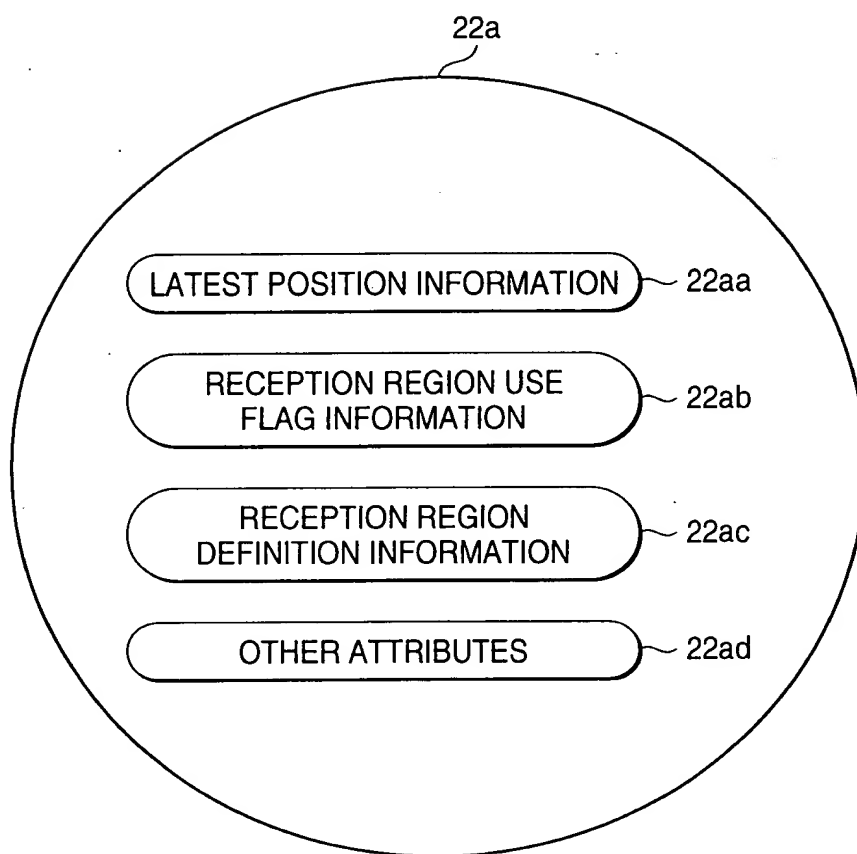 22a
LATEST POSITION INFORMATION
22aa
RECEPTION REGION USE
FLAG INFORMATION
22ab
RECEPTION REGION
DEFINITION INFORMATION
22ac
OTHER ATTRIBUTES
22ad